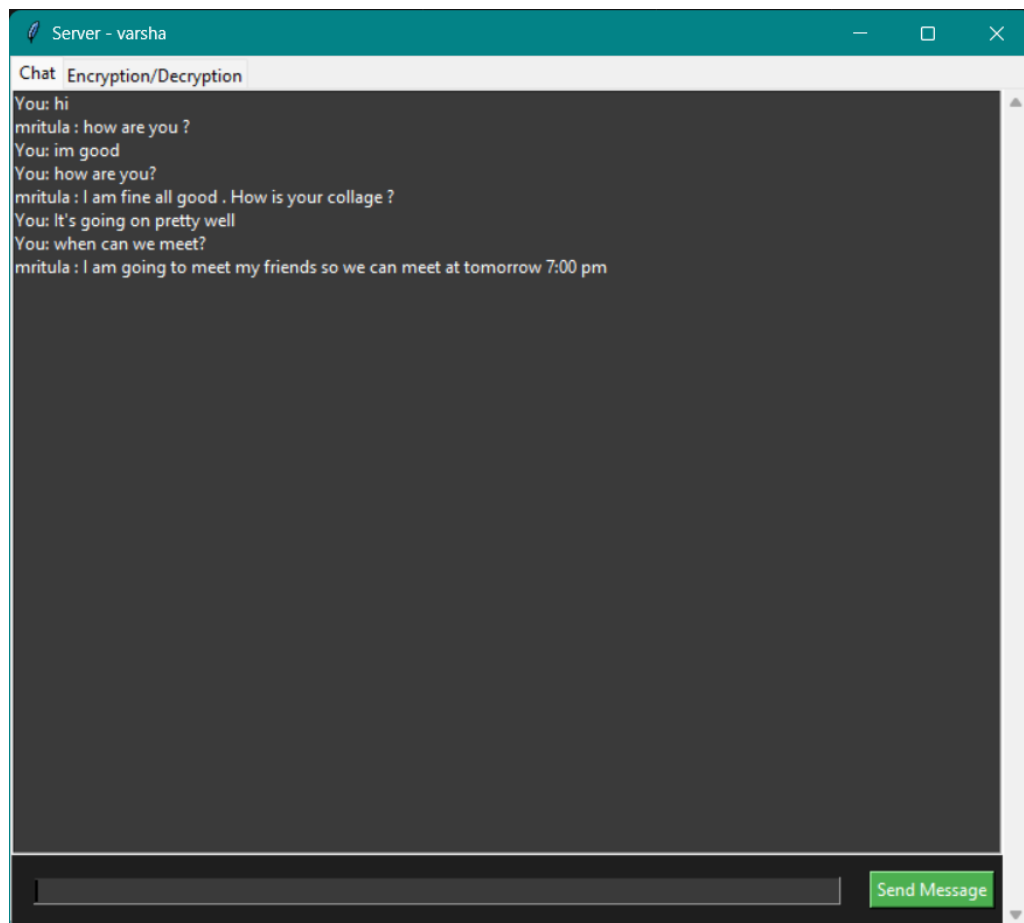 Server - varsha
Chat Encryption/Decryption
You: hi
mritula : how are you ?
You: im good
You: how are you?
mritula : I am fine all good . How is your collage ?
You: It's going on pretty well
You: when can we meet?
mritula : I am going to meet my friends so we can meet at tomorrow 7:00 pm
Send Message